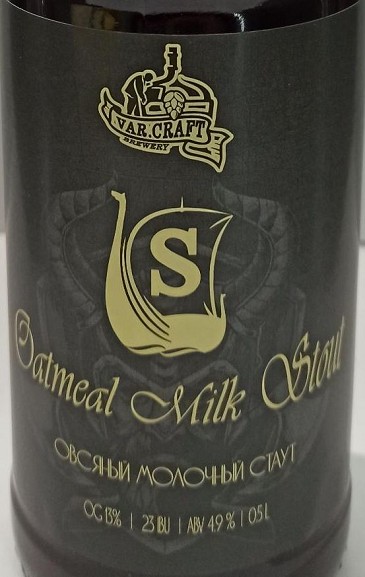 VAR.CRAFT
BREWERY
S
Oatmeal Milk Stout
ОВСЯНЫЙ МОЛОЧНЫЙ СТАУТ
OG 13% | 23 IBU | ABV 4.9 % | 0.5 L